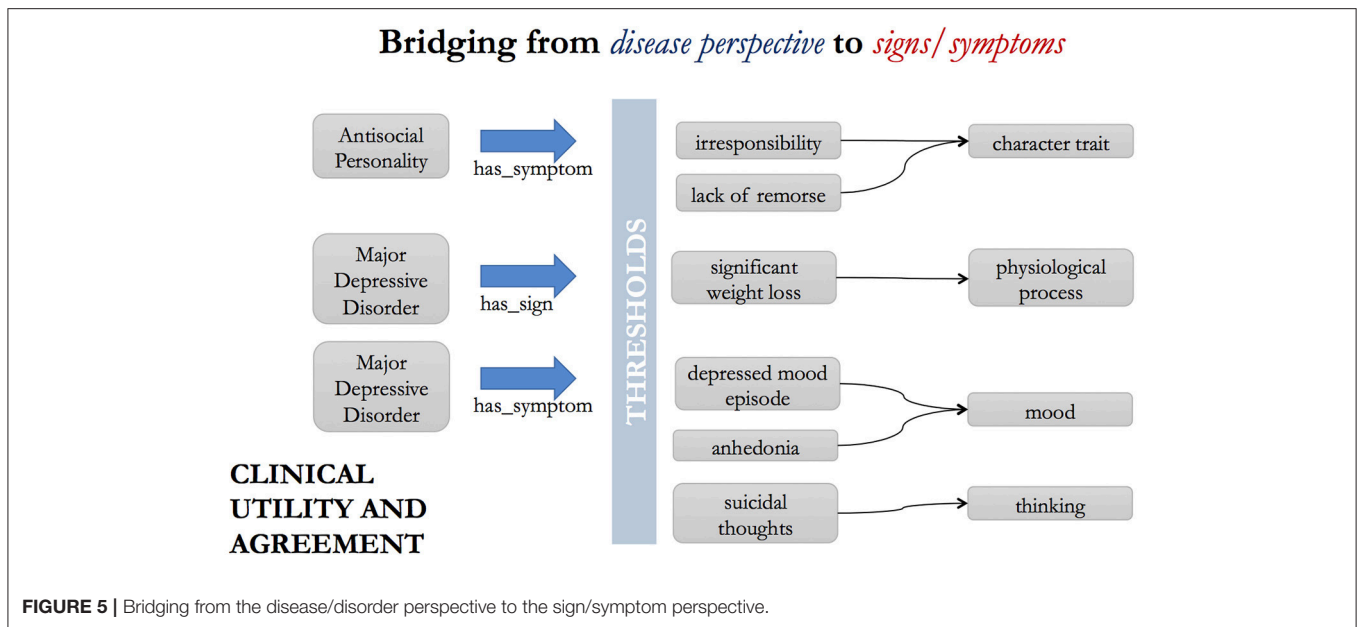 Bridging from disease perspective to signs/symptoms
Antisocial
Personality
has_symptom
irresponsibility
character trait
lack of remorse
THRESHOLDS
Major
Depressive
Disorder
has_sign
significant
weight loss
physiological
process
Major
Depressive
Disorder
has_symptom
depressed mood
episode
mood
anhedonia
suicidal
thoughts
thinking
CLINICAL
UTILITY AND
AGREEMENT
FIGURE 5 | Bridging from the disease/disorder perspective to the sign/symptom perspective.